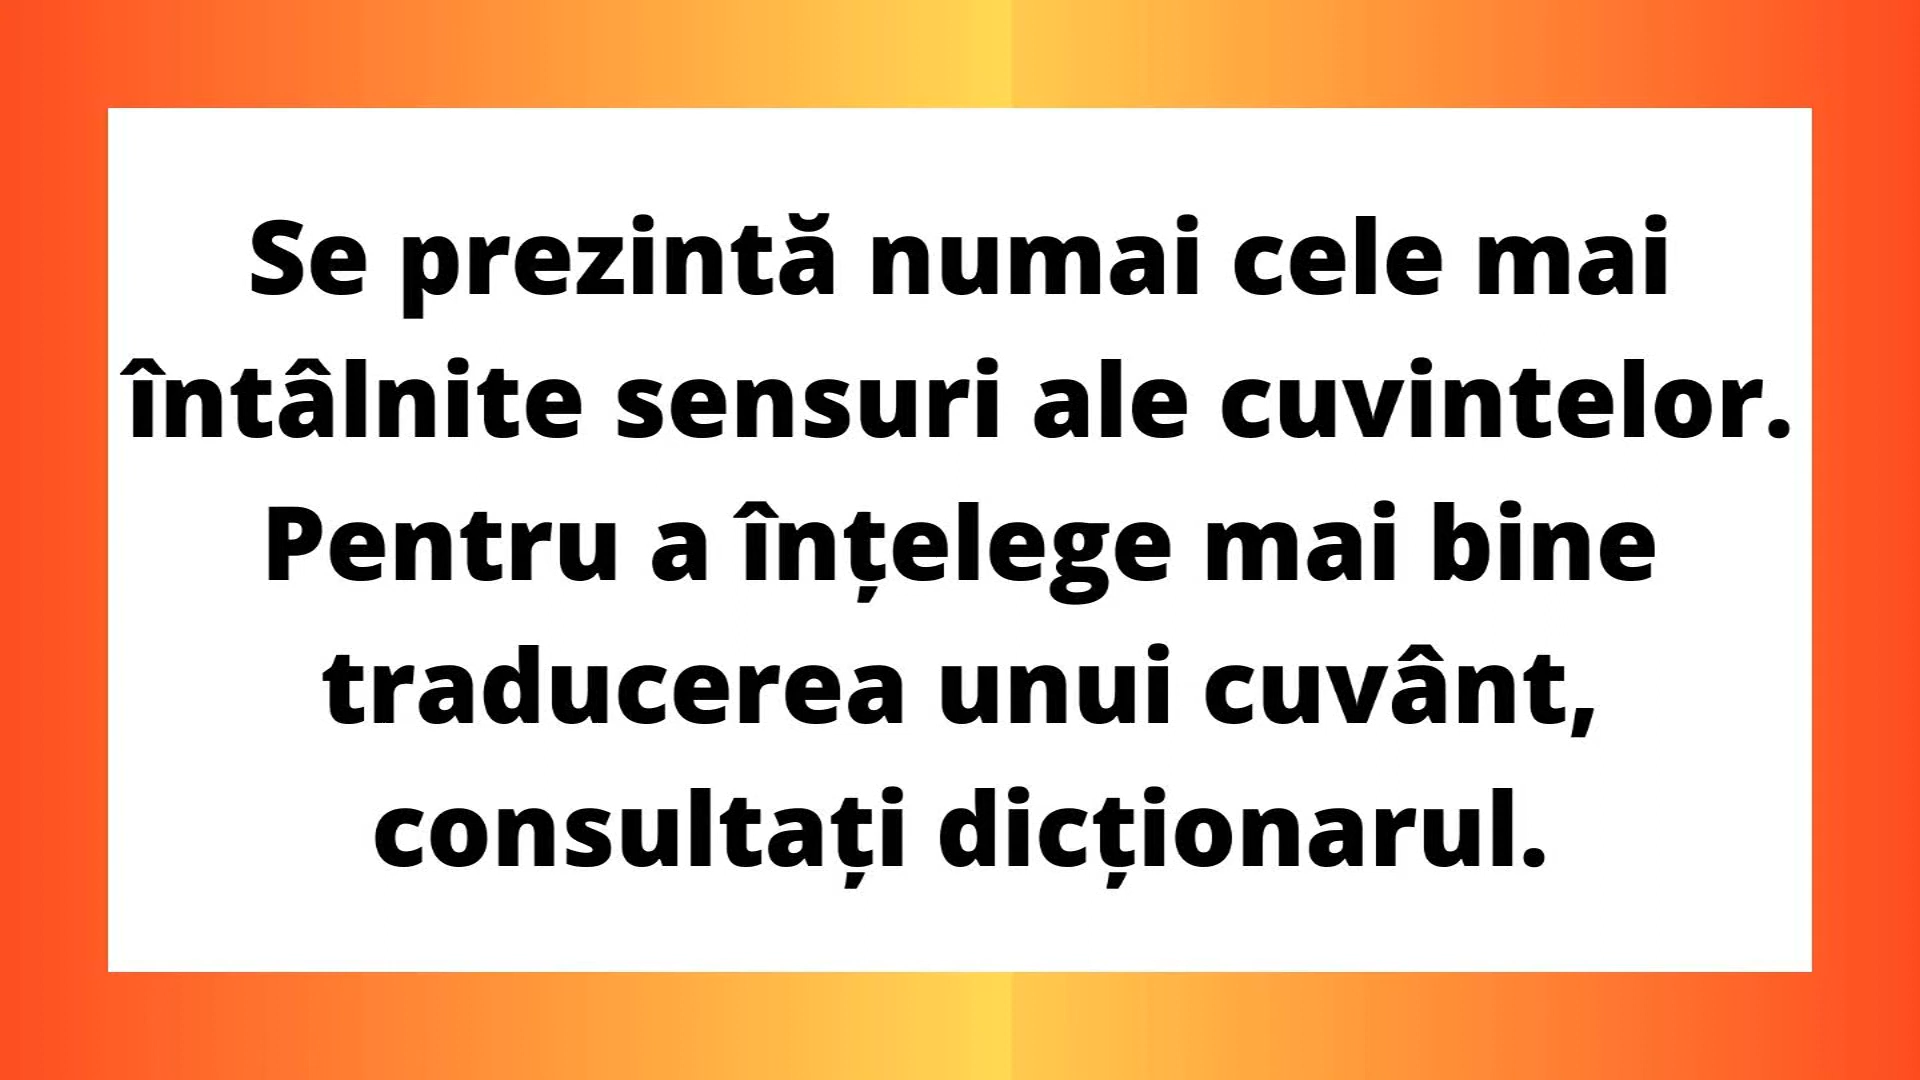 Se prezintă numai cele mai
întâlnite sensuri ale cuvintelor.
Pentru a înțelege mai bine
traducerea unui cuvânt,
consultați dicționarul.